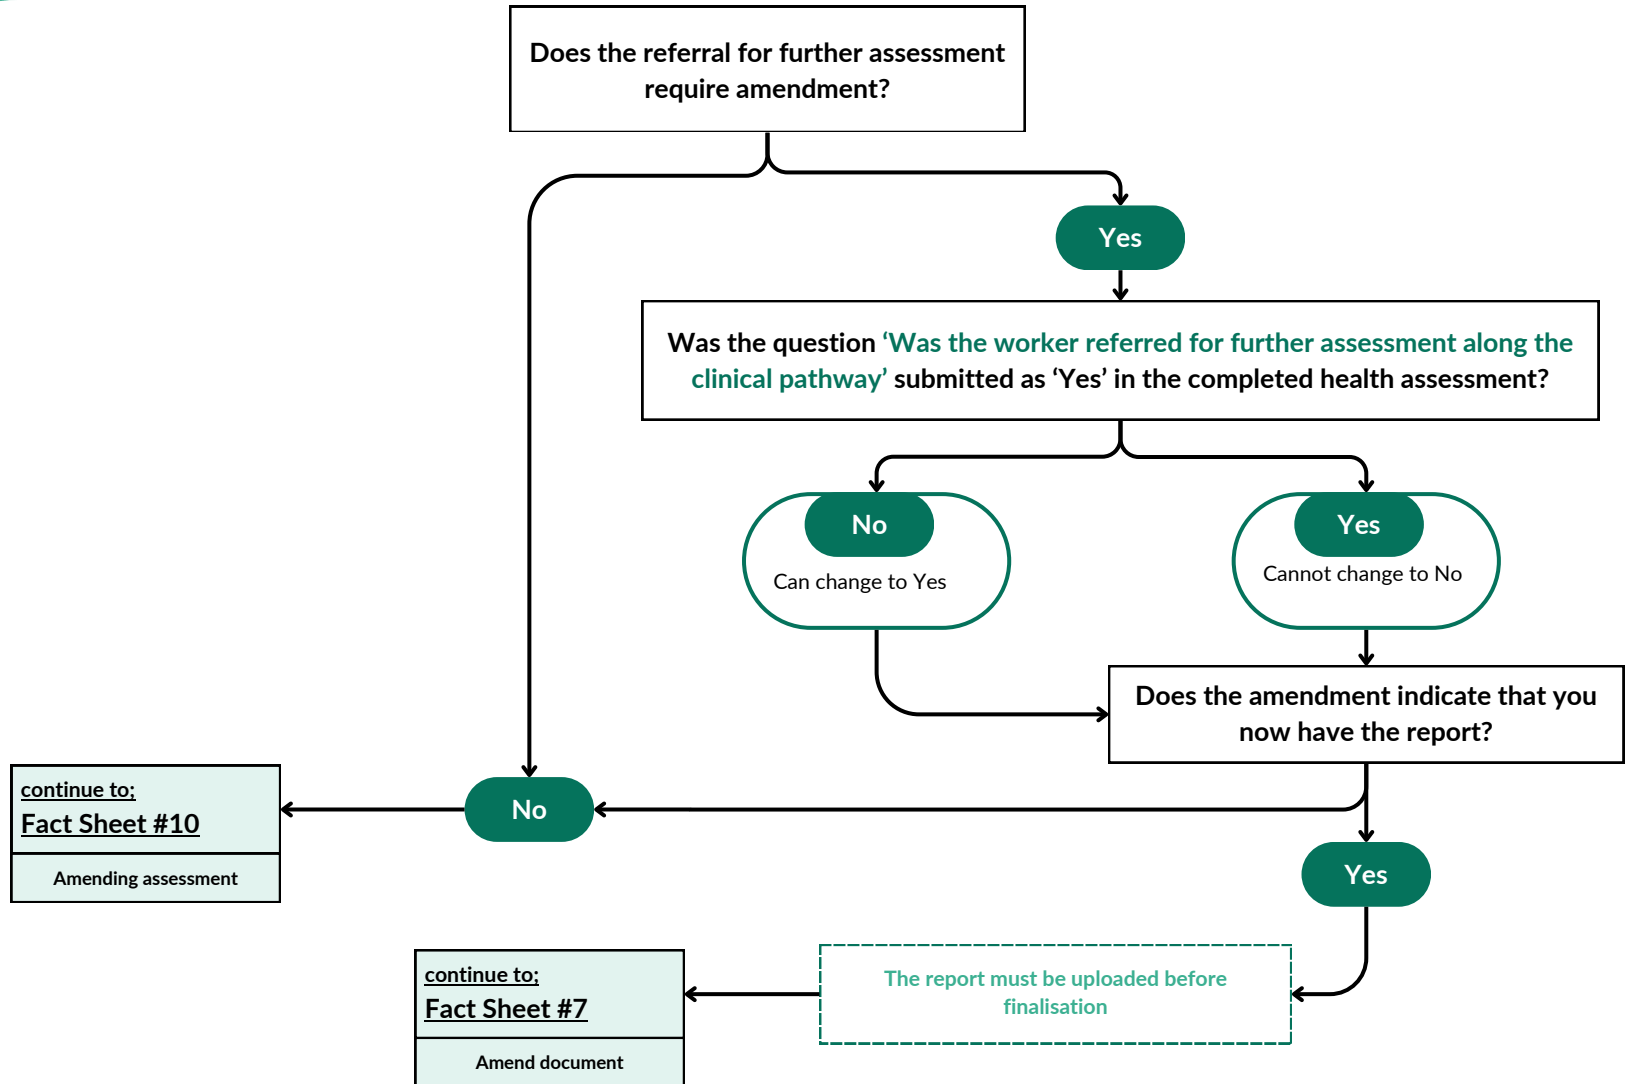 Does the referral for further assessment
require amendment?
Yes
Was the question ‘Was the worker referred for further assessment along the
clinical pathway’ submitted as ‘Yes’ in the completed health assessment?
No
Can change to Yes
Yes
Cannot change to No
Does the amendment indicate that you
now have the report?
No
continue to;
Fact Sheet #10
Amending assessment
Yes
The report must be uploaded before
finalisation
continue to;
Fact Sheet #7
Amend document